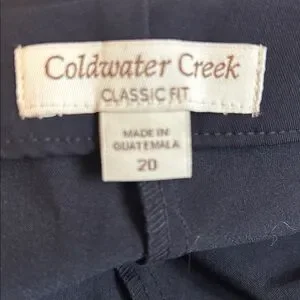 Coldwater Creek
CLASSIC FIT
MADE IN
GUATEMALA
20